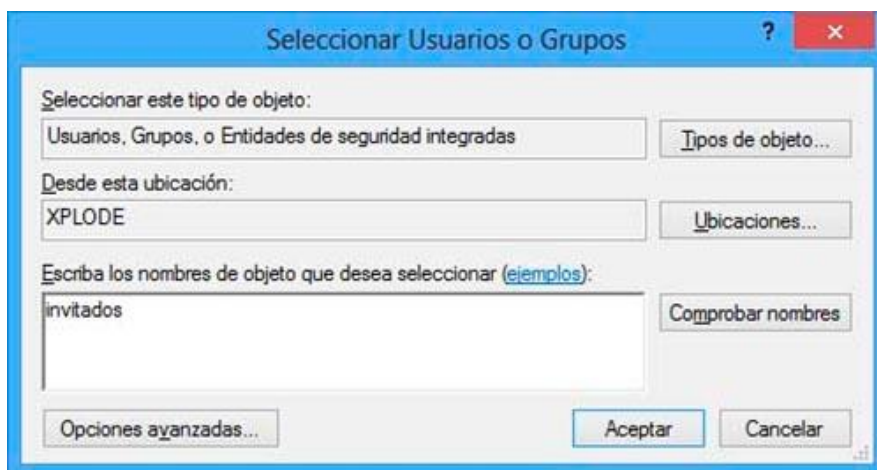 Seleccionar Usuarios o Grupos
?
Seleccionar este tipo de objeto:
Usuarios, Grupos, o Entidades de seguridad integradas
Tipos de objeto...
Desde esta ubicación:
XPLODE
Ubicaciones...
Escriba los nombres de objeto que desea seleccionar (ejemplos):
invitados
Comprobar nombres
Opciones avanzadas...
Aceptar
Cancelar